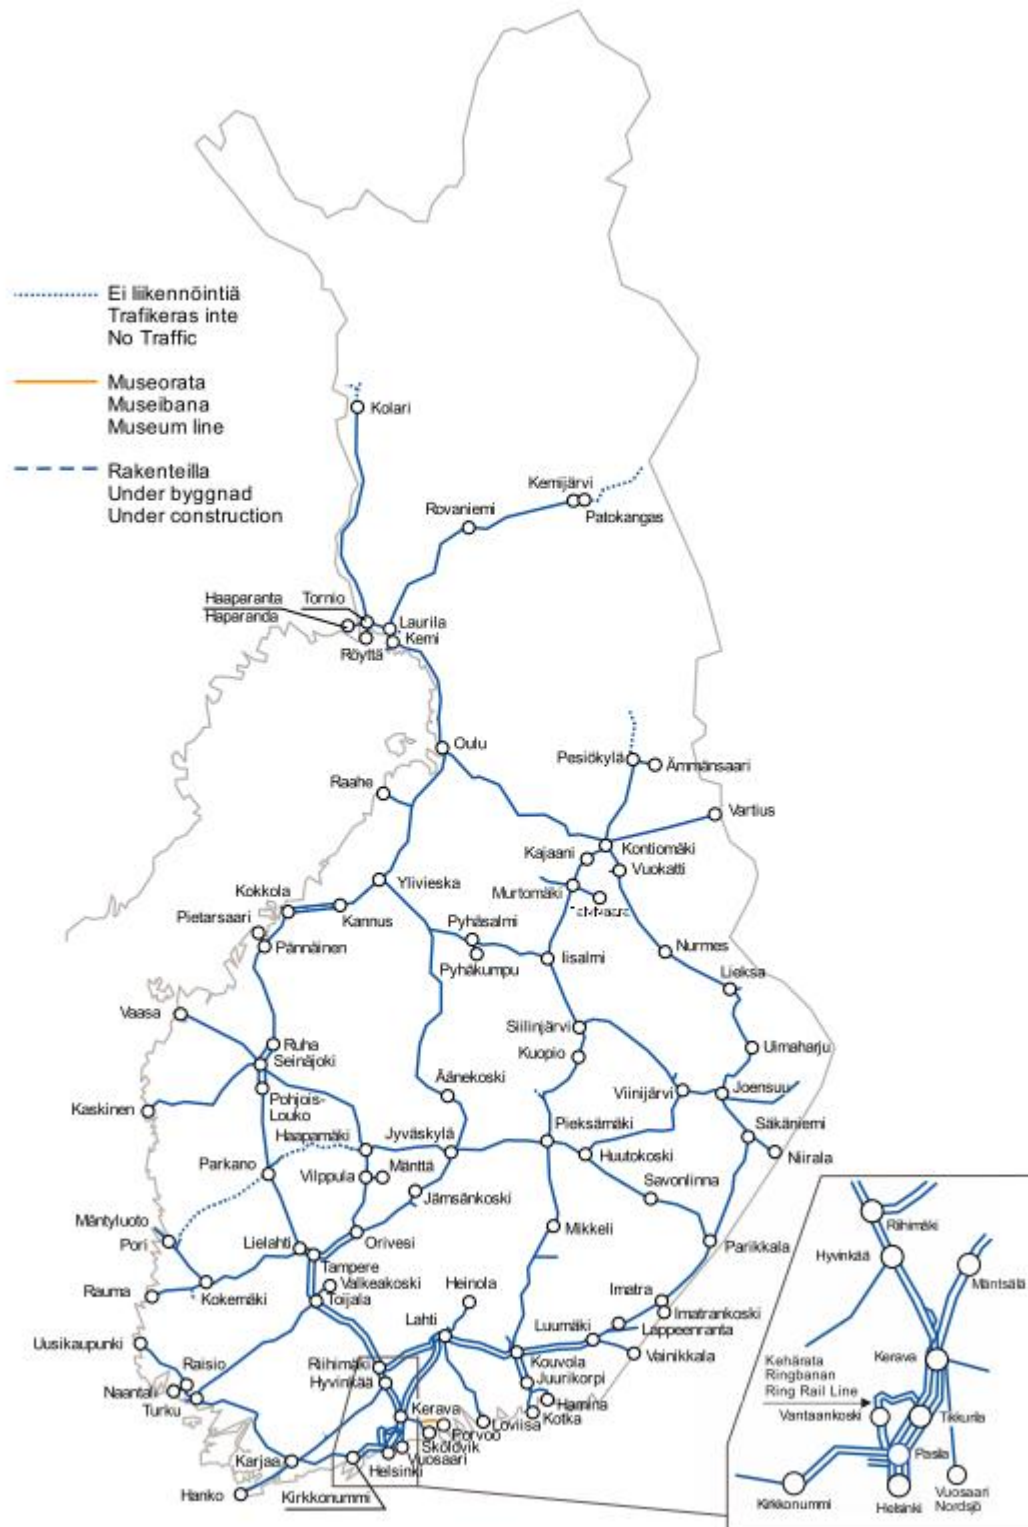 Ei liikennöintiä
Trafikeras inte
No Traffic
Museorata
Museibana
Museum line
Rakenteilla
Under byggnad
Under construction
Kolari
Kemijärvi
Patokangas
Rovaniemi
Haaparanta
Haparanda
Tornio
Laurila
Kemi
Röyttä
Oulu
Raahe
Pesiökylä
Ämmänsaari
Vartius
Kontiomäki
Kajaani
Vuokatti
Murtomäki
Ylivieska
Kokkola
Kannus
Pietarsaari
Pännäinen
Pyhäsalmi
Pyhäkumpu
Iisalmi
Nurmes
Lieksa
Vaasa
Siilinjärvi
Kuopio
Uimaharju
Ruha
Seinäjoki
Pohjois-
Louko
Äänekoski
Viinijärvi
Joensuu
Kaskinen
Haapamäki
Jyväskylä
Pieksämäki
Huutokoski
Säkäniemi
Niirala
Parkano
Vilppula
Mänttä
Jämsänkoski
Savonlinna
Mäntyluoto
Pori
Lielahti
Orivesi
Mikkeli
Parikkala
Tampere
Valkeakoski
Heinola
Rauma
Kokemäki
Toijala
Imatra
Imatrankoski
Uusikaupunki
Lahti
Luumäki
Lappeenranta
Vainikkala
Raisio
Naantali
Turku
Riihimäki
Hyvinkää
Kouvola
Juurikorpi
Hamina
Kotka
Kerava
Porvoo
Loviisa
Sköldvik
Vuosaari
Helsinki
Karjaa
Hanko
Kirkkonummi
Riihimäki
Hyvinkää
Mäntsälä
Kerava
Kehärata
Ringbanan
Ring Rail Line
Vantaankoski
Tikkurila
Pasila
Kirkkonummi
Helsinki
Vuosaari
Nordsjö